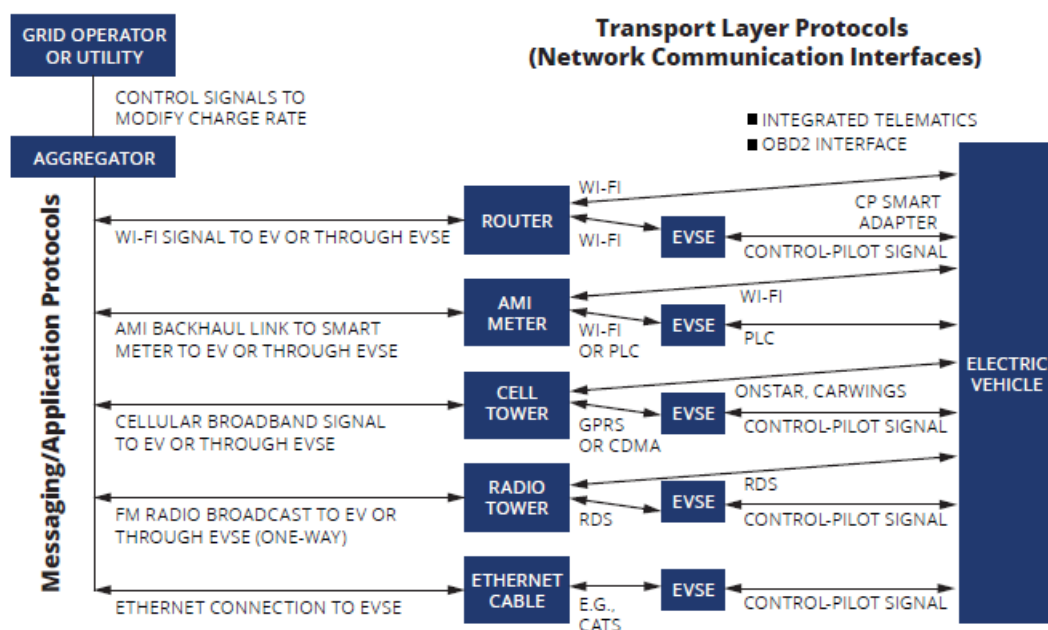 GRID OPERATOR
OR UTILITY
Transport Layer Protocols
(Network Communication Interfaces)
CONTROL SIGNALS TO
MODIFY CHARGE RATE
AGGREGATOR
■ INTEGRATED TELEMATICS
■ OBD2 INTERFACE
Messaging/Application Protocols
WI-FI SIGNAL TO EV OR THROUGH EVSE
ROUTER
WI-FI
WI-FI
EVSE
CP SMART
ADAPTER
CONTROL-PILOT SIGNAL
AMI BACKHAUL LINK TO SMART
METER TO EV OR THROUGH EVSE
AMI
METER
WI-FI
OR PLC
EVSE
WI-FI
PLC
ELECTRIC
VEHICLE
CELLULAR BROADBAND SIGNAL
TO EV OR THROUGH EVSE
CELL
TOWER
GPRS
OR CDMA
EVSE
ONSTAR, CARWINGS
CONTROL-PILOT SIGNAL
FM RADIO BROADCAST TO EV OR
THROUGH EVSE (ONE-WAY)
RADIO
TOWER
RDS
EVSE
RDS
CONTROL-PILOT SIGNAL
ETHERNET CONNECTION TO EVSE
ETHERNET
CABLE
E.G.,
CATS
EVSE
CONTROL-PILOT SIGNAL